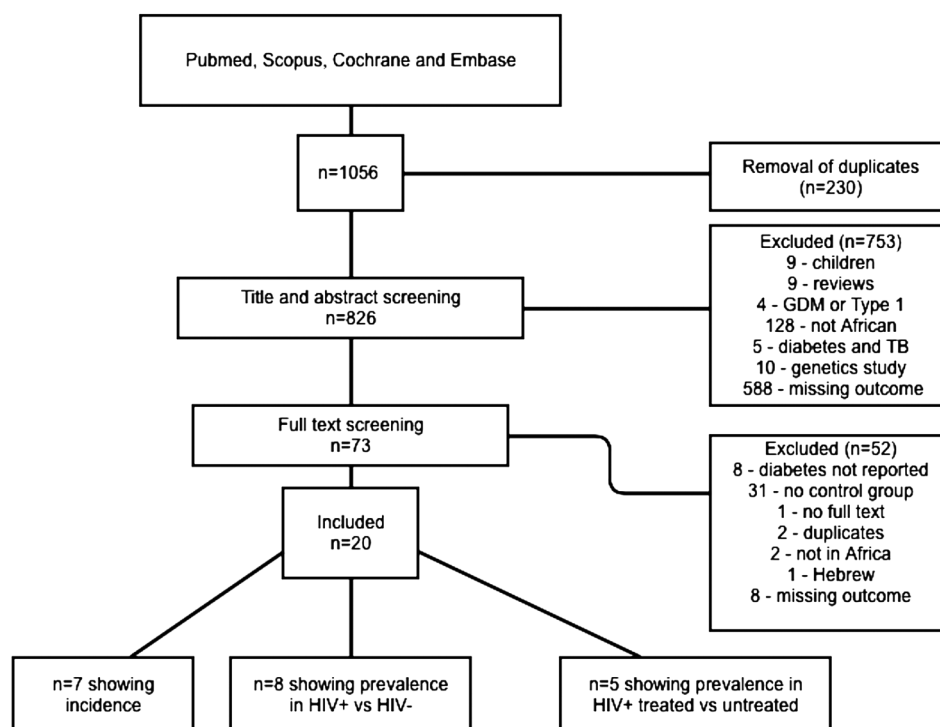 Pubmed, Scopus, Cochrane and Embase
n=1056
Removal of duplicates
(n=230)
Title and abstract screening
n=826
Excluded (n=753)
9 - children
9 - reviews
4 - GDM or Type 1
128 - not African
5 - diabetes and TB
10 - genetics study
588 - missing outcome
Full text screening
n=73
Excluded (n=52)
8 - diabetes not reported
31 - no control group
1 - no full text
2 - duplicates
2 - not in Africa
1 - Hebrew
8 - missing outcome
Included
n=20
n=7 showing
incidence
n=8 showing prevalence
in HIV+ vs HIV-
n=5 showing prevalence in
HIV+ treated vs untreated